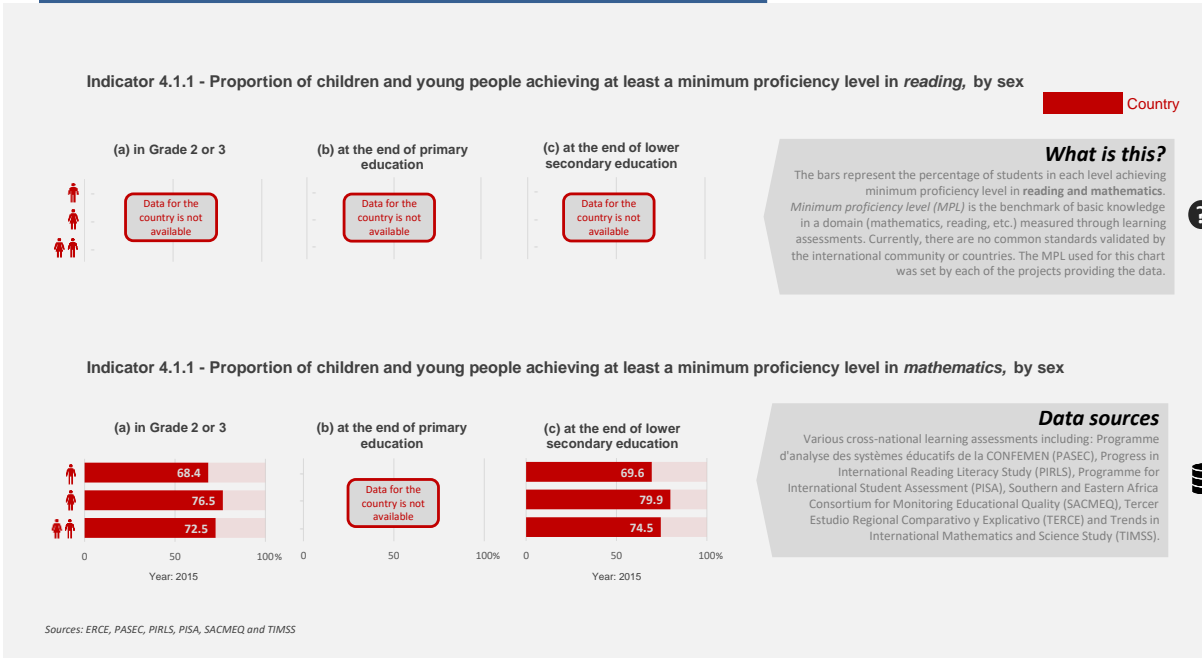 Indicator 4.1.1 - Proportion of children and young people achieving at least a minimum proficiency level in reading, by sex
Country
(a) in Grade 2 or 3
(b) at the end of primary
education
(c) at the end of lower
secondary education
Data for the
country is not
available
Data for the
country is not
available
Data for the
country is not
available
What is this?
The bars represent the percentage of students in each level achieving
minimum proficiency level in reading and mathematics.
Minimum proficiency level (MPL) is the benchmark of basic knowledge
in a domain (mathematics, reading, etc.) measured through learning
assessments. Currently, there are no common standards validated by
the international community or countries. The MPL used for this chart
was set by each of the projects providing the data.
?
Indicator 4.1.1 - Proportion of children and young people achieving at least a minimum proficiency level in mathematics, by sex
(a) in Grade 2 or 3
68.4
76.5
72.5
0 50 100%
Year: 2015
(b) at the end of primary
education
Data for the
country is not
available
0 50 100%
(c) at the end of lower
secondary education
69.6
79.9
74.5
0 50 100%
Year: 2015
Data sources
Various cross-national learning assessments including: Programme
d'analyse des systèmes éducatifs de la CONFEMEN (PASEC), Progress in
International Reading Literacy Study (PIRLS), Programme for
International Student Assessment (PISA), Southern and Eastern Africa
Consortium for Monitoring Educational Quality (SACMEQ), Tercer
Estudio Regional Comparativo y Explicativo (TERCE) and Trends in
International Mathematics and Science Study (TIMSS).
Sources: ERCE, PASEC, PIRLS, PISA, SACMEQ and TIMSS